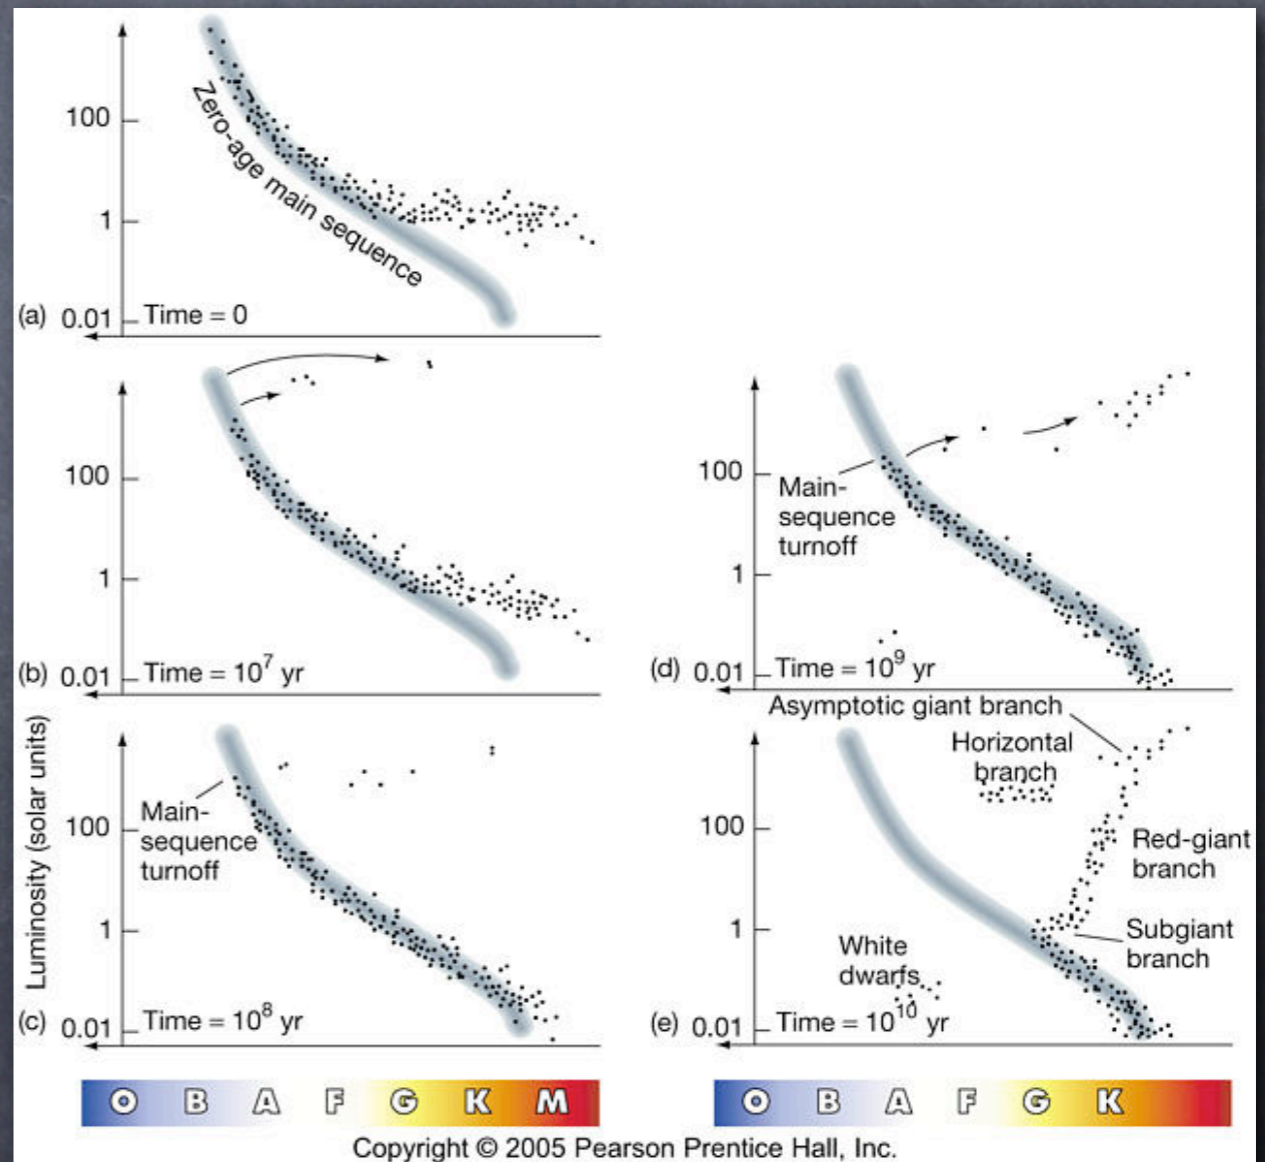 100
Zero-age main sequence
1
(a) 0.01 Time = 0
100
1
(b) 0.01 Time = 10⁷ yr
Luminosity (solar units)
Main-
sequence
turnoff
100
1
(c) 0.01 Time = 10⁸ yr
100
Main-
sequence
turnoff
1
(d) 0.01 Time = 10⁹ yr
Asymptotic giant branch
Horizontal
branch
100
Red-giant
branch
1
Subgiant
branch
White
dwarfs
(e) 0.01 Time = 10¹⁰ yr
O B A F G K M
O B A F G K
Copyright © 2005 Pearson Prentice Hall, Inc.